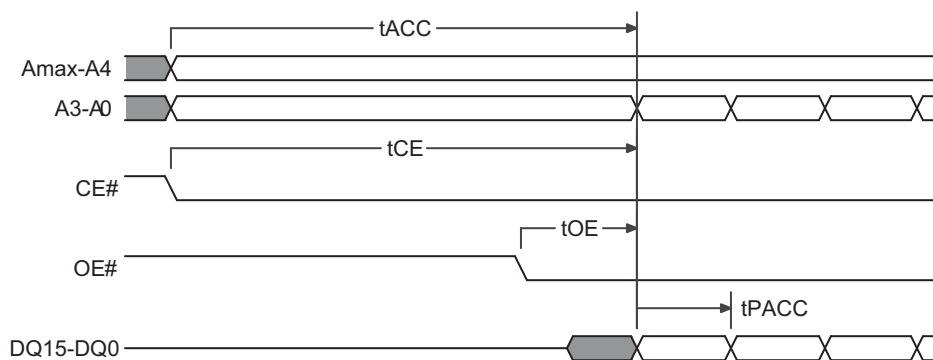 tACC
Amax-A4
A3-A0
tCE
CE#
tOE
OE#
tPACC
DQ15-DQ0